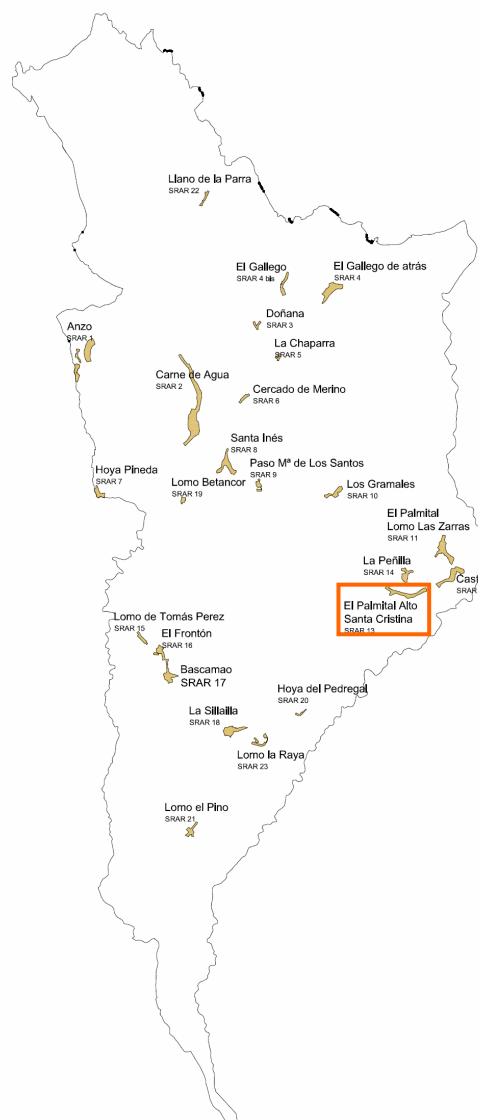 Llano de la Parra
SRAR 22
El Gallego
SRAR 4 bis
El Gallego de atrás
SRAR 4
Doñana
SRAR 3
Anzo
SRAR 1
La Chaparra
SRAR 5
Carne de Agua
SRAR 2
Cercado de Merino
SRAR 6
Santa Inés
SRAR 8
Paso Mª de Los Santos
SRAR 9
Hoya Pineda
SRAR 7
Lomo Betancor
SRAR 19
Los Gramales
SRAR 10
El Palmital
Lomo Las Zarras
SRAR 11
La Peñilla
SRAR 14
Cast
SRAR
El Palmital Alto
Santa Cristina
SRAR 13
Lomo de Tomás Perez
SRAR 15
El Frontón
SRAR 16
Bascamao
SRAR 17
Hoya del Pedregal
SRAR 20
La Sillailla
SRAR 18
Lomo la Raya
SRAR 23
Lomo el Pino
SRAR 21